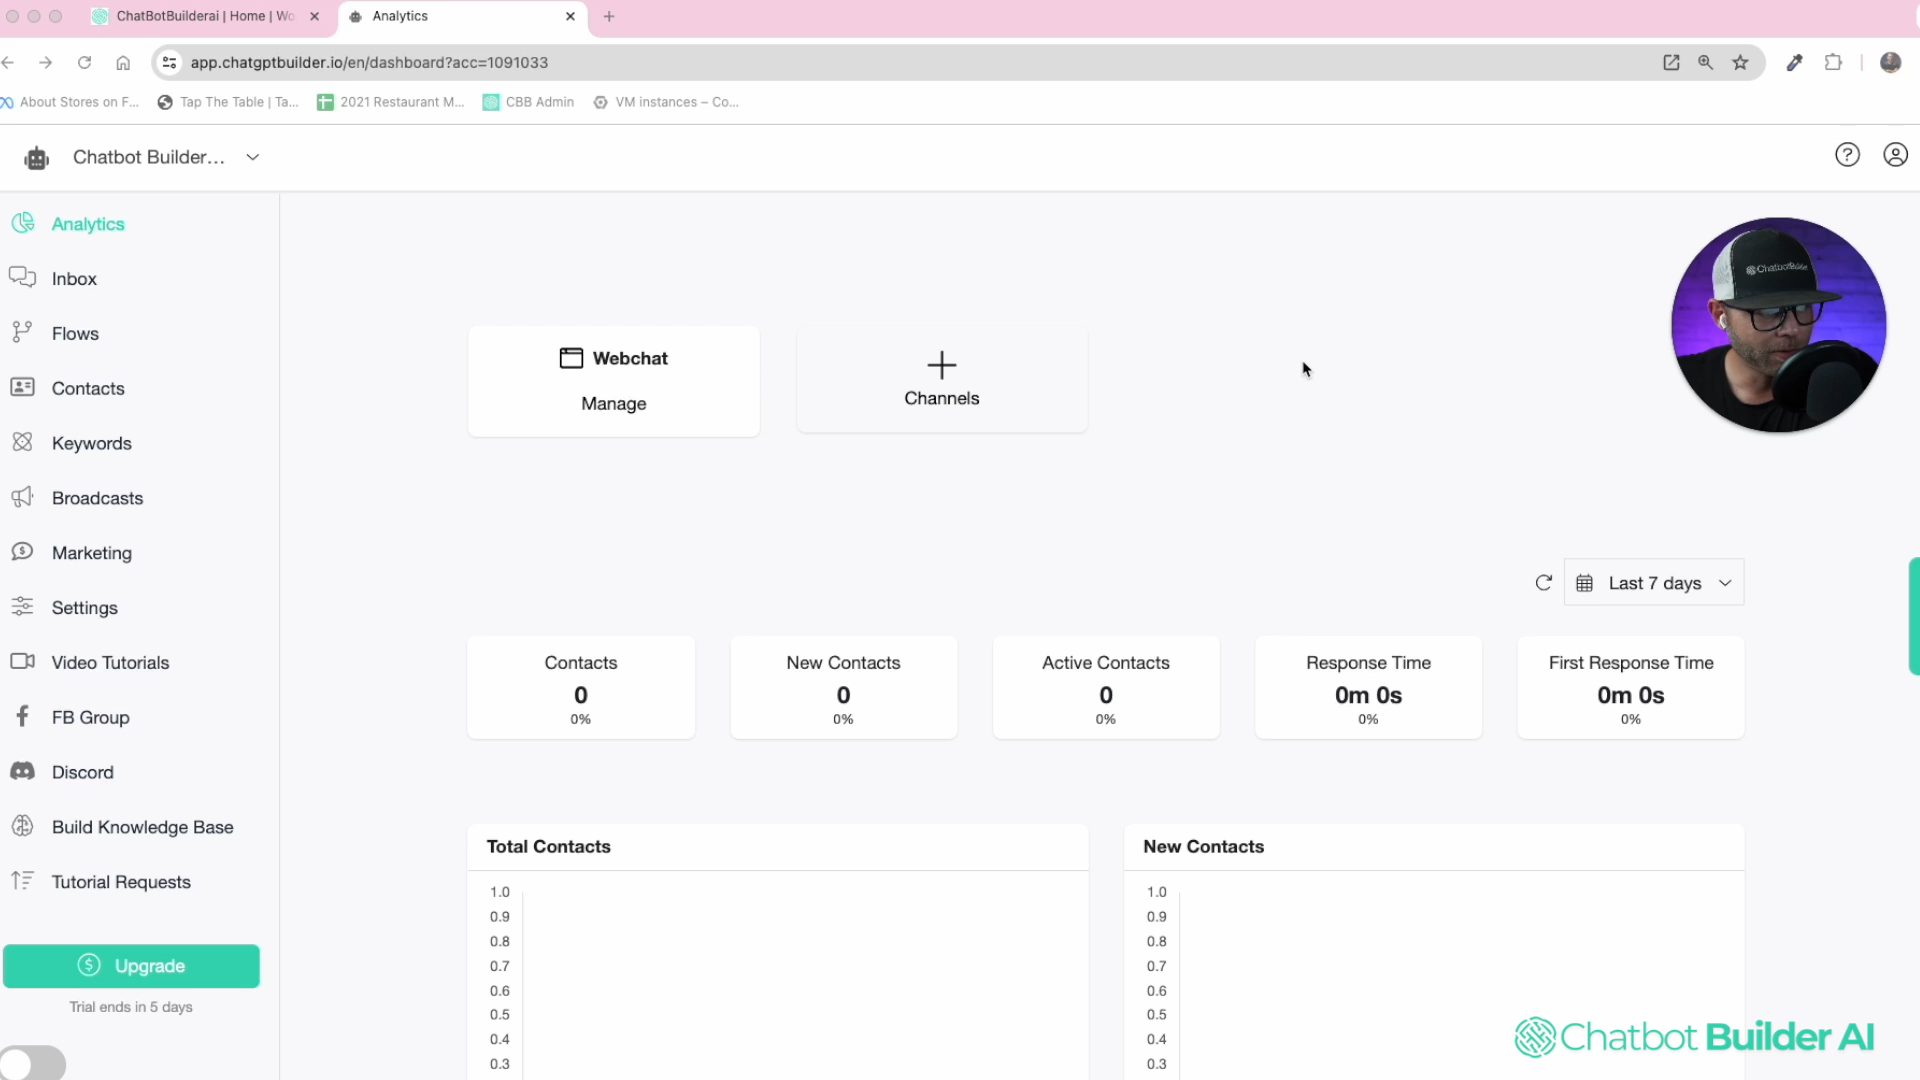 ChatBotBuilderai | Home | Wo
Analytics
app.chatgptbuilder.io/en/dashboard?acc=1091033
About Stores on F...
Tap The Table | Ta...
2021 Restaurant M...
CBB Admin
VM instances – Co...
Chatbot Builder...
Analytics
Inbox
Flows
Contacts
Keywords
Broadcasts
Marketing
Settings
Video Tutorials
FB Group
Discord
Build Knowledge Base
Tutorial Requests
Upgrade
Trial ends in 5 days
Webchat
Manage
Channels
ChatbotBuilder
Last 7 days
Contacts
0
0%
New Contacts
0
0%
Active Contacts
0
0%
Response Time
0m 0s
0%
First Response Time
0m 0s
0%
Total Contacts
1.0
0.9
0.8
0.7
0.6
0.5
0.4
0.3
New Contacts
1.0
0.9
0.8
0.7
0.6
0.5
0.4
0.3
Chatbot Builder AI